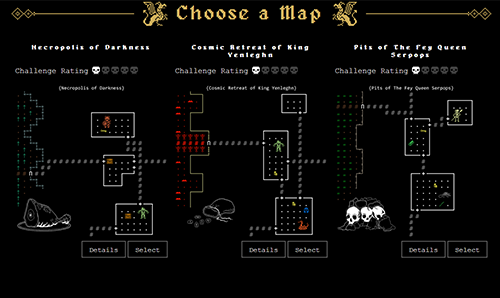 Choose a Map
Necropolis of Darkness
Challenge Rating
(Necropolis of Darkness)
Details
Select
Cosmic Retreat of King
Yenleghn
Challenge Rating
(Cosmic Retreat of King Yenleghn)
Details
Select
Pits of The Fey Queen
Serpops
Challenge Rating
(Pits of The Fey Queen Serpops)
Details
Select